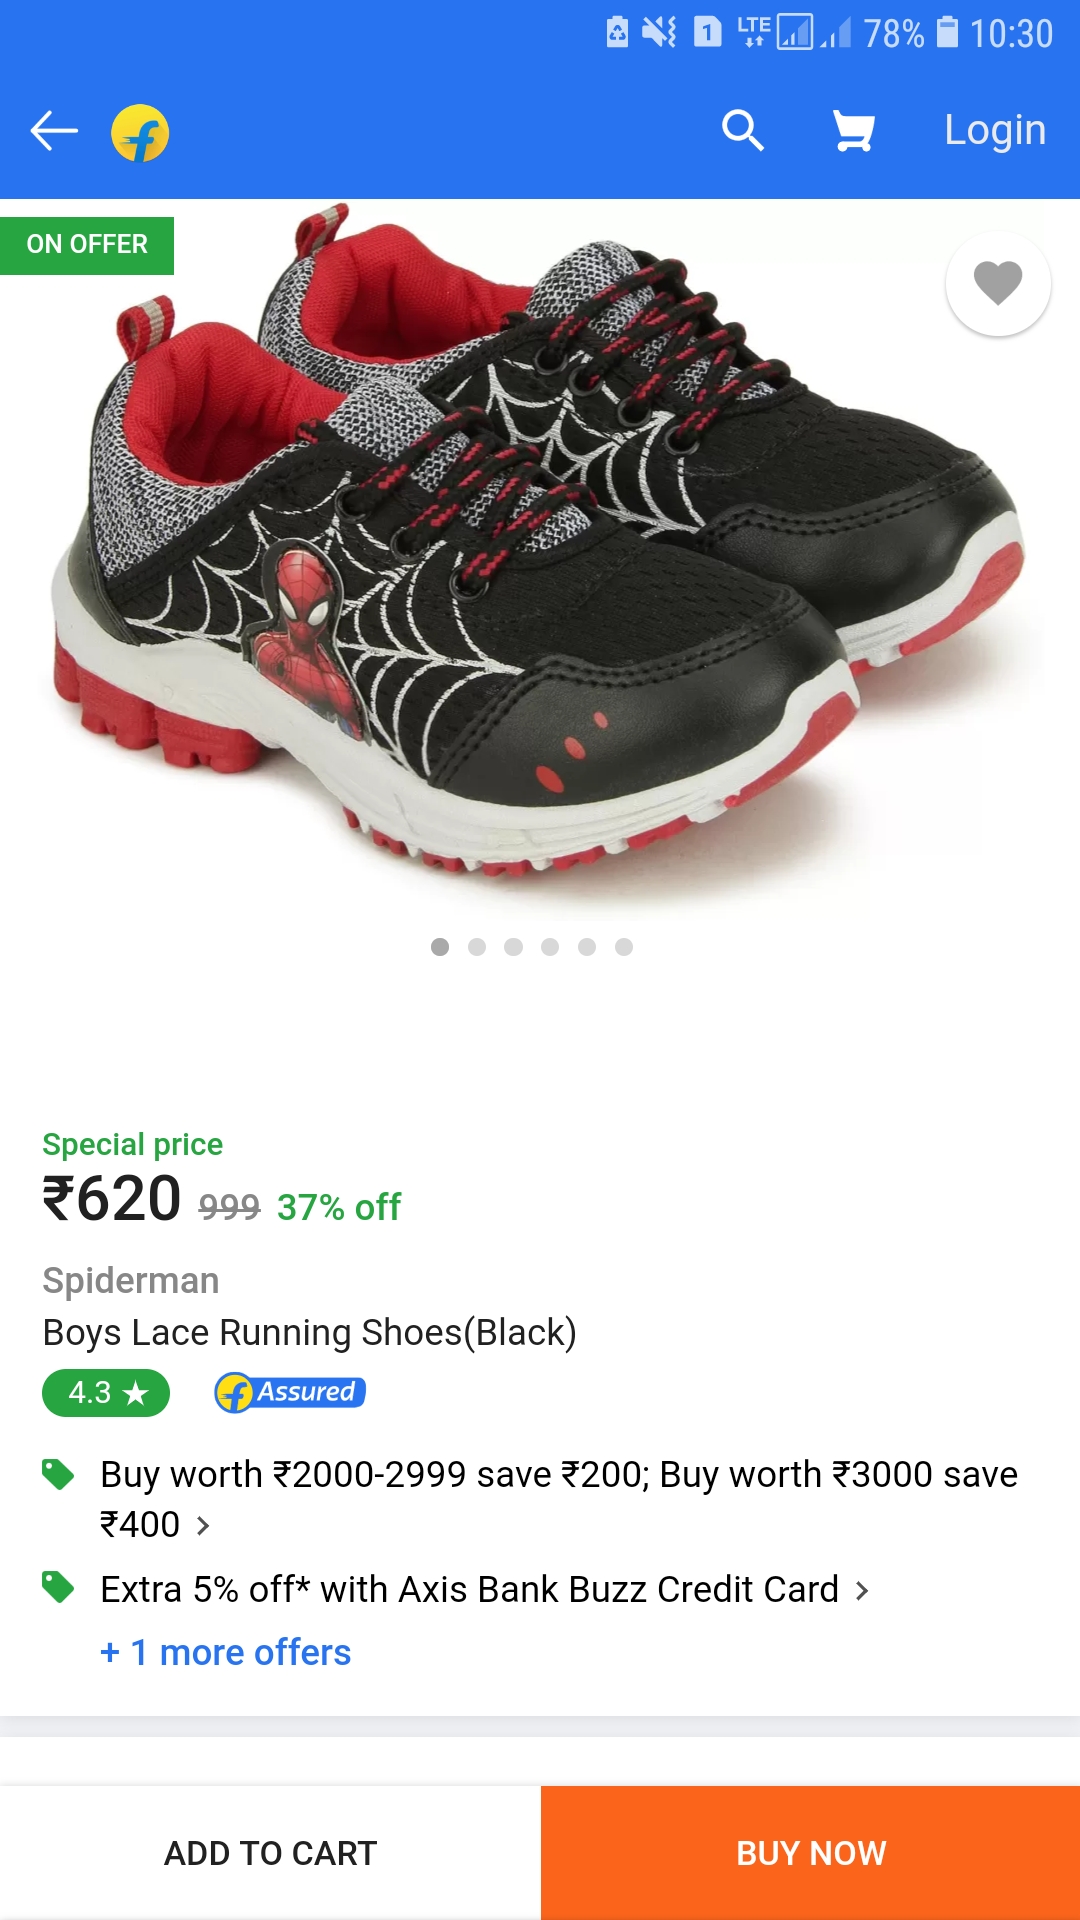 1 LTE 78% 10:30
Login
ON OFFER
Special price
₹620 999 37% off
Spiderman
Boys Lace Running Shoes(Black)
4.3 ★ Assured
Buy worth ₹2000-2999 save ₹200; Buy worth ₹3000 save
₹400 >
Extra 5% off* with Axis Bank Buzz Credit Card >
+ 1 more offers
ADD TO CART BUY NOW